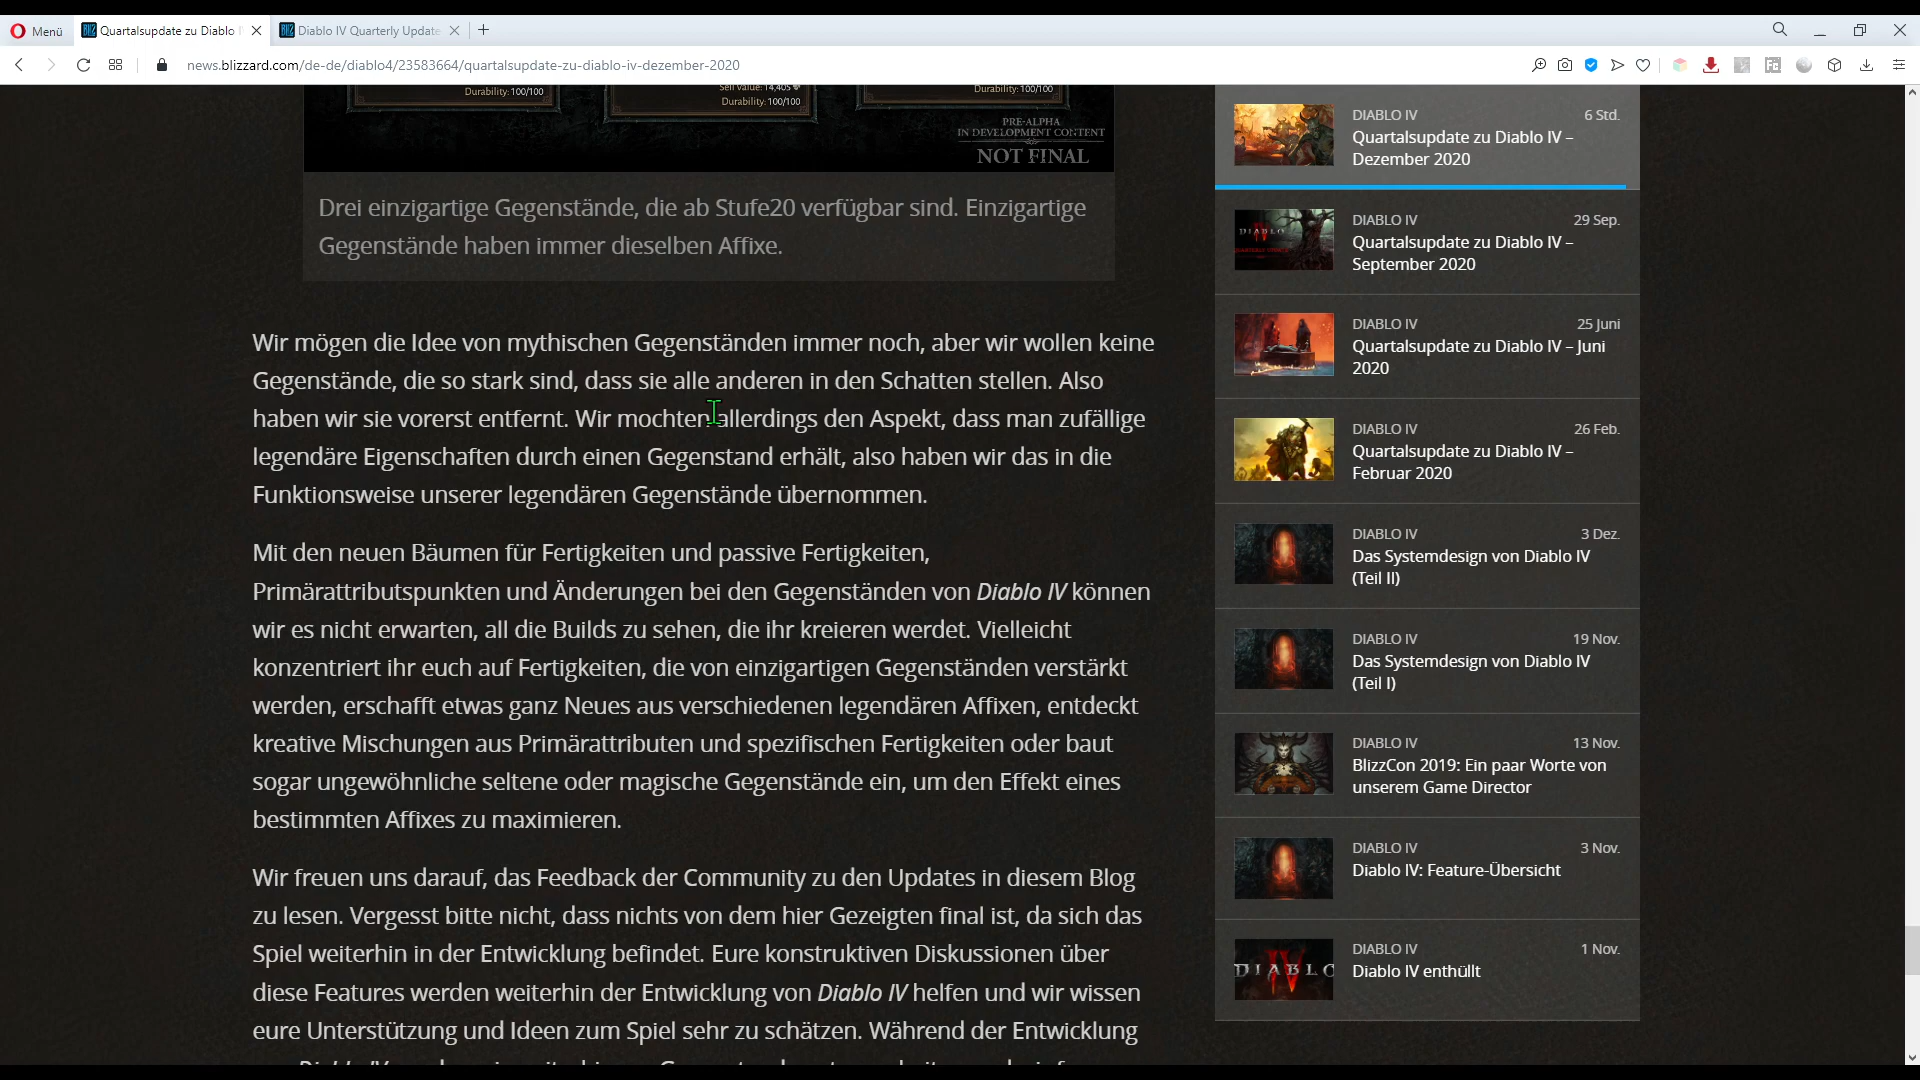 Menü
Quartalsupdate zu Diablo
Diablo IV Quarterly Update
news.blizzard.com/de-de/diablo4/23583664/quartalsupdate-zu-diablo-iv-dezember-2020
Durability: 100/100
Sell Value: 14,405
Durability: 100/100
Durability: 100/100
PRE-ALPHA
IN DEVELOPMENT CONTENT
NOT FINAL
Drei einzigartige Gegenstände, die ab Stufe20 verfügbar sind. Einzigartige
Gegenstände haben immer dieselben Affixe.
Wir mögen die Idee von mythischen Gegenständen immer noch, aber wir wollen keine
Gegenstände, die so stark sind, dass sie alle anderen in den Schatten stellen. Also
haben wir sie vorerst entfernt. Wir mochten allerdings den Aspekt, dass man zufällige
legendäre Eigenschaften durch einen Gegenstand erhält, also haben wir das in die
Funktionsweise unserer legendären Gegenstände übernommen.
Mit den neuen Bäumen für Fertigkeiten und passive Fertigkeiten,
Primärattributspunkten und Änderungen bei den Gegenständen von Diablo IV können
wir es nicht erwarten, all die Builds zu sehen, die ihr kreieren werdet. Vielleicht
konzentriert ihr euch auf Fertigkeiten, die von einzigartigen Gegenständen verstärkt
werden, erschafft etwas ganz Neues aus verschiedenen legendären Affixen, entdeckt
kreative Mischungen aus Primärattributen und spezifischen Fertigkeiten oder baut
sogar ungewöhnliche seltene oder magische Gegenstände ein, um den Effekt eines
bestimmten Affixes zu maximieren.
Wir freuen uns darauf, das Feedback der Community zu den Updates in diesem Blog
zu lesen. Vergesst bitte nicht, dass nichts von dem hier Gezeigten final ist, da sich das
Spiel weiterhin in der Entwicklung befindet. Eure konstruktiven Diskussionen über
diese Features werden weiterhin der Entwicklung von Diablo IV helfen und wir wissen
eure Unterstützung und Ideen zum Spiel sehr zu schätzen. Während der Entwicklung
DIABLO IV 6 Std.
Quartalsupdate zu Diablo IV –
Dezember 2020
DIABLO IV
DIABLO IV 29 Sep.
Quartalsupdate zu Diablo IV –
September 2020
DIABLO IV 25 Juni
Quartalsupdate zu Diablo IV – Juni
2020
DIABLO IV 26 Feb.
Quartalsupdate zu Diablo IV –
Februar 2020
DIABLO IV 3 Dez.
Das Systemdesign von Diablo IV
(Teil II)
DIABLO IV 19 Nov.
Das Systemdesign von Diablo IV
(Teil I)
DIABLO IV 13 Nov.
BlizzCon 2019: Ein paar Worte von
unserem Game Director
DIABLO IV 3 Nov.
Diablo IV: Feature-Übersicht
DIABLO IV
DIABLO IV 1 Nov.
Diablo IV enthüllt